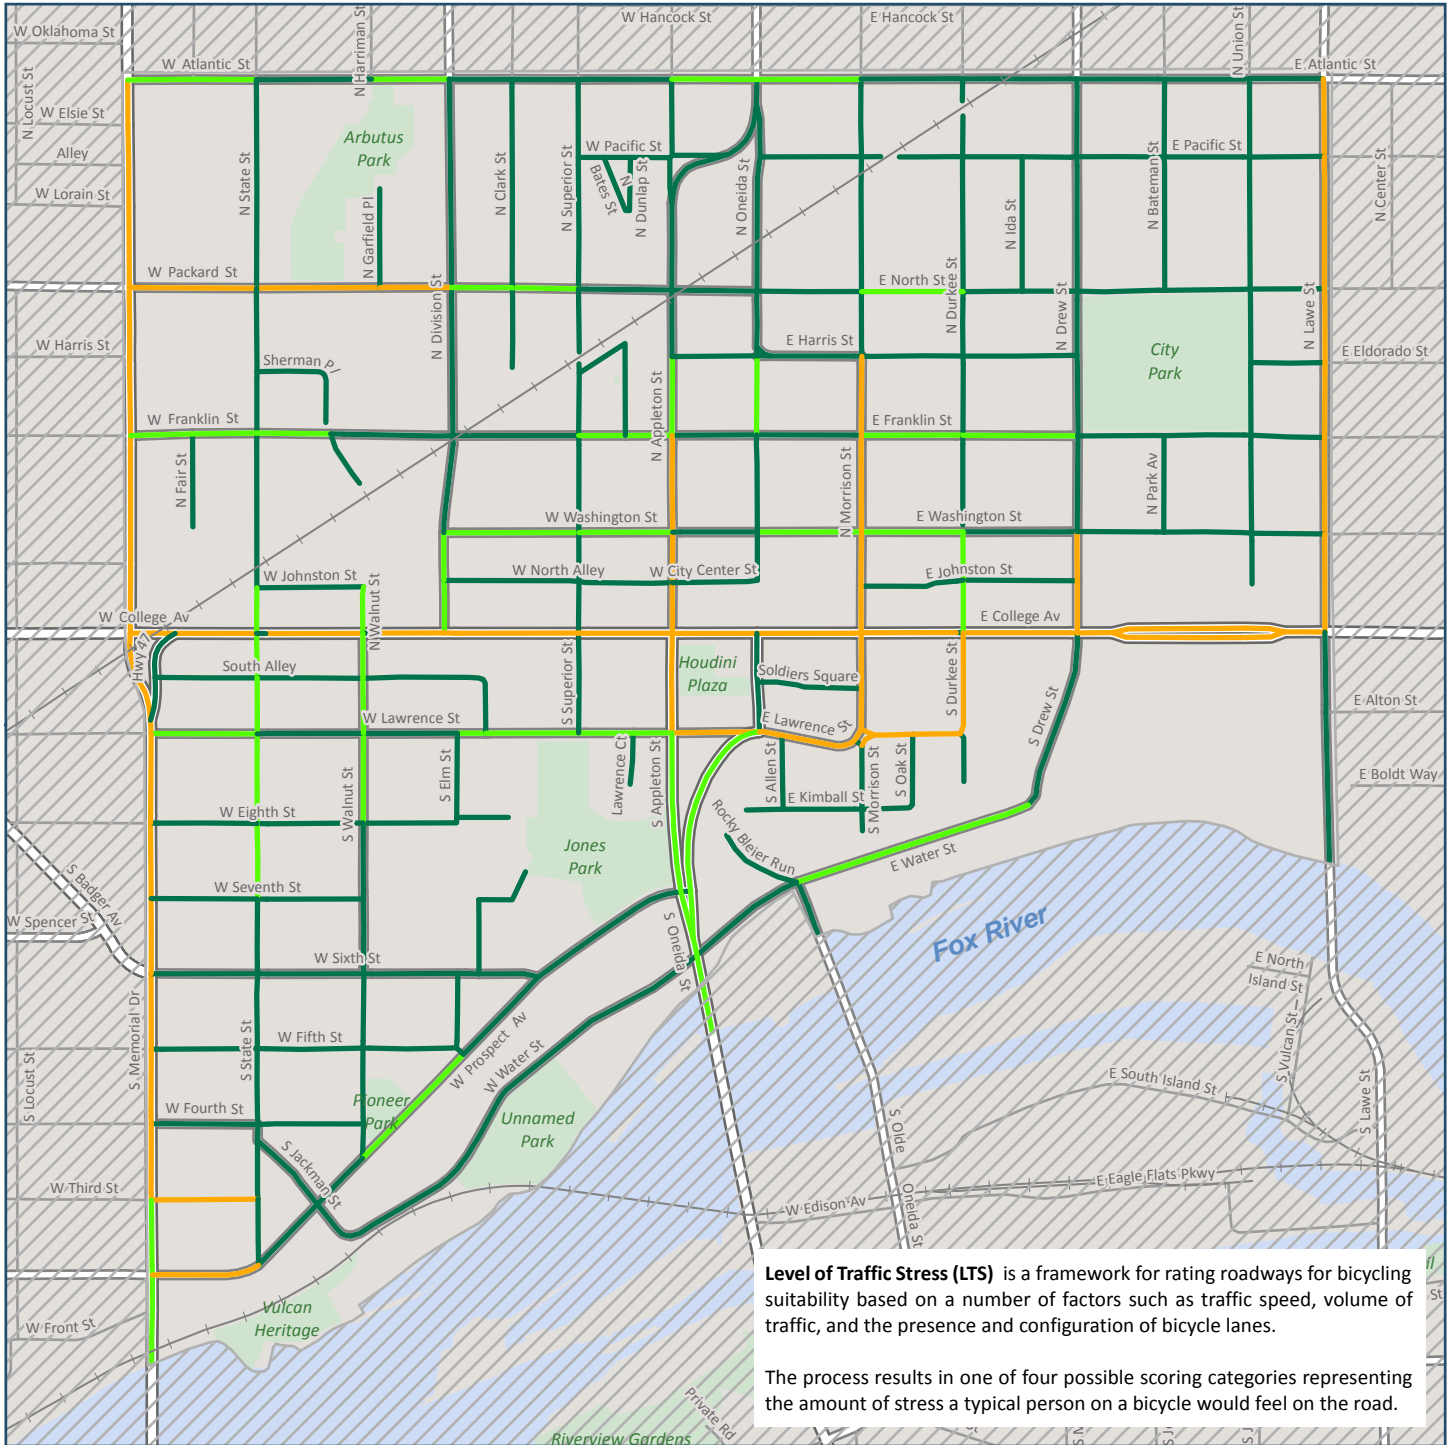 W Hancock St
E Hancock St
W Oklahoma St
N Harriman St
N Union St
W Atlantic St
E Atlantic St
N Locust St
W Elsie St
Alley
W Lorain St
Arbutus
Park
N State St
N Garfield Pl
N Clark St
N Superior St
W Pacific St
Bates St
N
N Dunlap St
N Oneida St
E Pacific St
N Ida St
N Bateman St
N Center St
W Packard St
N Division St
E North St
N Durkee St
N Drew St
N Lawe St
W Harris St
Sherman Pl
E Harris St
City
Park
E Eldorado St
W Franklin St
N Appleton St
E Franklin St
N Fair St
N Morrison St
N Park Av
W Washington St
E Washington St
W Johnston St
N Walnut St
W North Alley
W City Center St
E Johnston St
W College Av
E College Av
Hwy 47
South Alley
S Superior St
Houdini
Plaza
Soldiers Square
S Durkee St
S Drew St
W Lawrence St
E Lawrence St
E Alton St
S Walnut St
S Elm St
Lawrence Ct
S Appleton St
S Allen St
S Morrison St
S Oak St
E Boldt Way
W Eighth St
E Kimball St
Rocky Bleier Run
Jones
Park
E Water St
S Badger Av
W Seventh St
W Spencer St
S Oneida St
Fox River
W Sixth St
E North
Island St
S Memorial Dr
S State St
W Fifth St
W Prospect Av
W Water St
S Vulcan St
S Locust St
E South Island St
S Lawe St
W Fourth St
Pioneer
Park
Unnamed
Park
S Olde
Oneida St
S Jackman St
W Third St
E Eagle Flats Pkwy
W Edison Av
W Front St
Vulcan
Heritage
Level of Traffic Stress (LTS) is a framework for rating roadways for bicycling
suitability based on a number of factors such as traffic speed, volume of
traffic, and the presence and configuration of bicycle lanes.
The process results in one of four possible scoring categories representing
the amount of stress a typical person on a bicycle would feel on the road.
Private Rd
Riverview Gardens